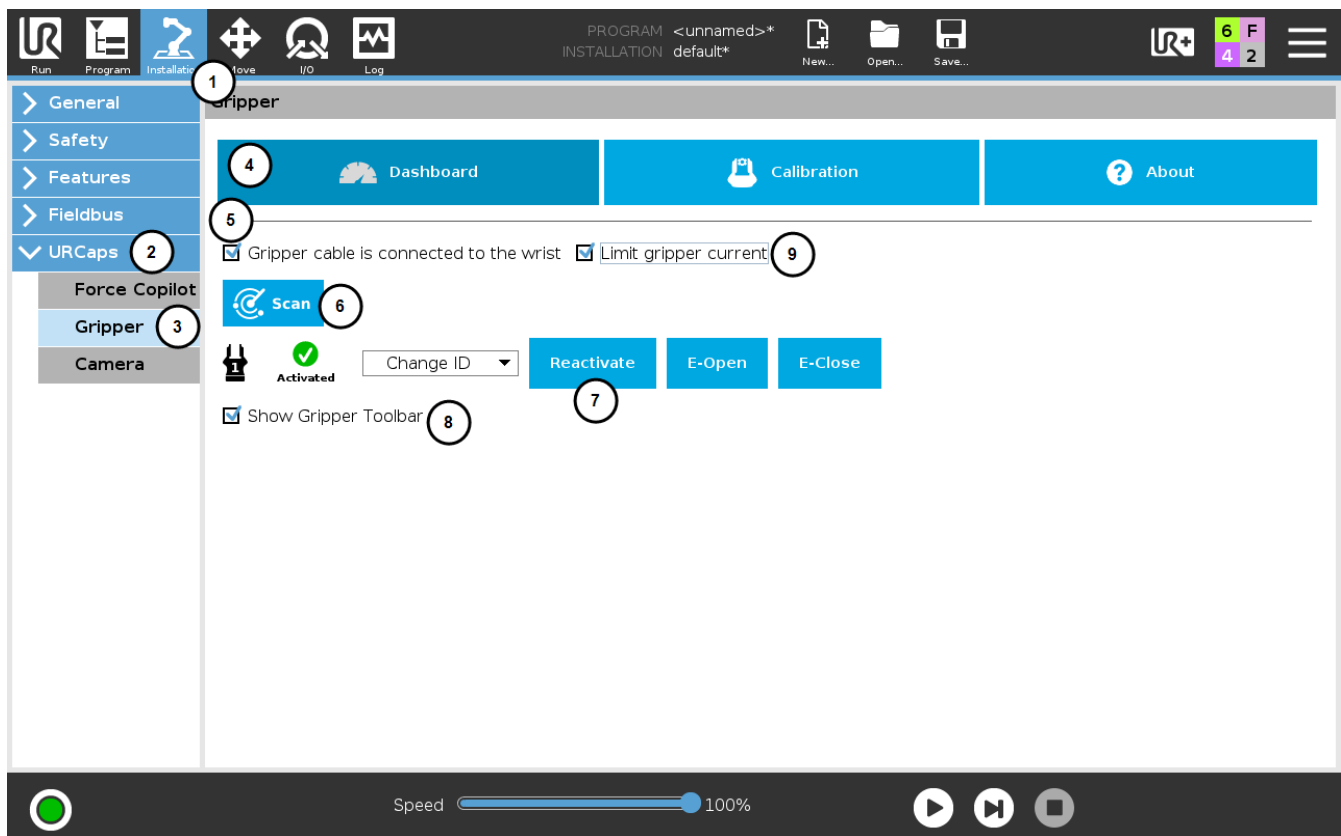 PROGRAM <unnamed>*
INSTALLATION default*
UR
UR+
6 F
4 2
Run Program Installatio Move I/O Log New... Open... Save...
1
General
Gripper
Safety
Features
Fieldbus
URCaps 2
Force Copilot
Gripper 3
Camera
4 Dashboard Calibration ? About
5
Gripper cable is connected to the wrist Limit gripper current 9
Scan 6
1 Activated Change ID Reactivate E-Open E-Close
7
Show Gripper Toolbar 8
Speed 100%